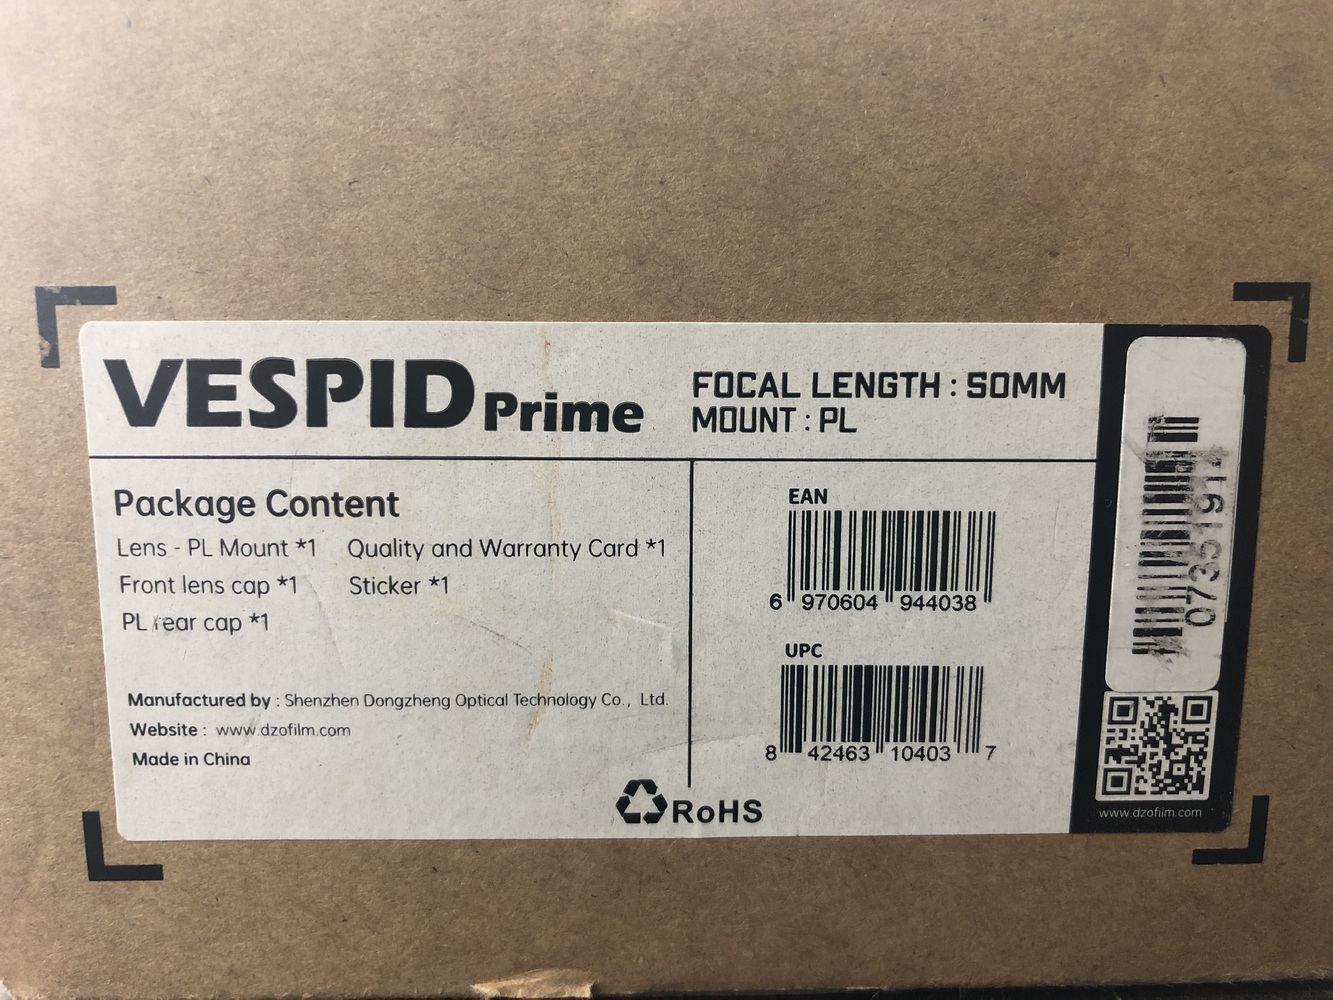 VESPID Prime
FOCAL LENGTH : 50MM
MOUNT : PL
Package Content
Lens - PL Mount *1
Quality and Warranty Card *1
Front lens cap *1
Sticker *1
PL rear cap *1
Manufactured by : Shenzhen Dongzheng Optical Technology Co., Ltd.
Website : www.dzofilm.com
Made in China
RoHS
EAN
6 970604 944038
UPC
8 42463 10403 7
07351914
www.dzofilm.com